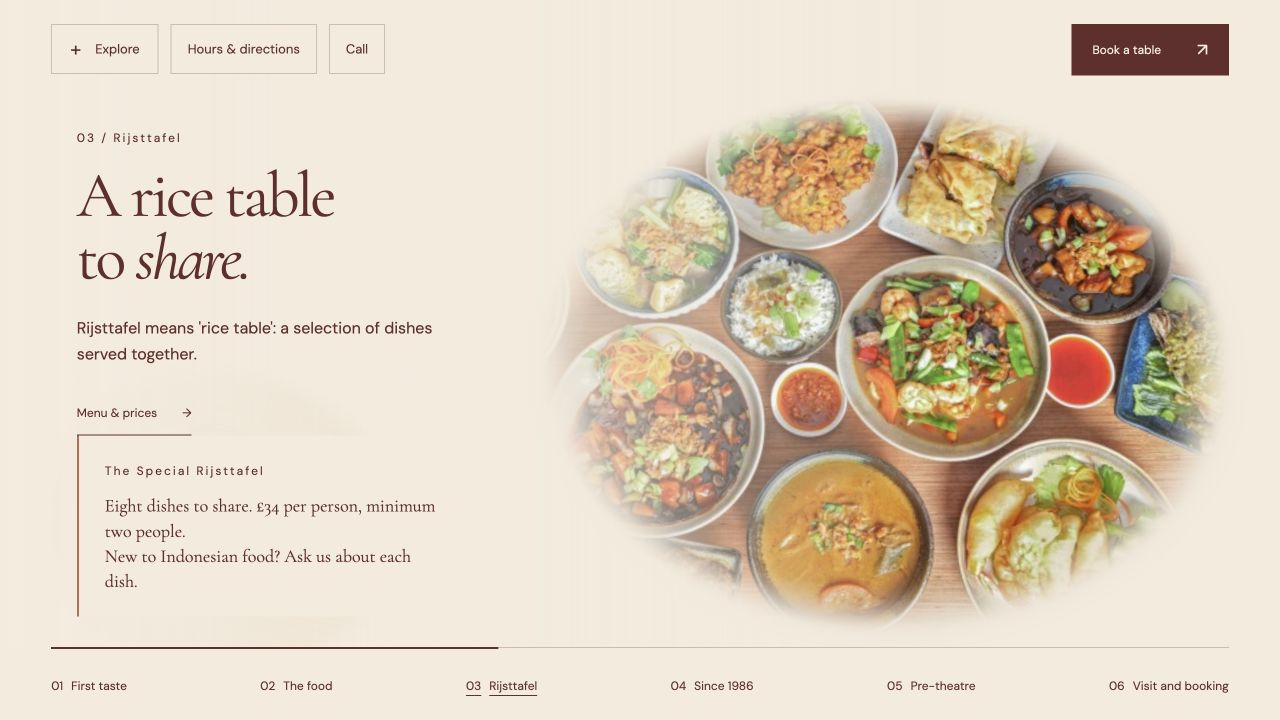 + Explore
Hours & directions
Call
Book a table
03 / Rijsttafel
A rice table
to share.
Rijsttafel means 'rice table': a selection of dishes
served together.
Menu & prices
The Special Rijsttafel
Eight dishes to share. £34 per person, minimum
two people.
New to Indonesian food? Ask us about each
dish.
01 First taste
02 The food
03 Rijsttafel
04 Since 1986
05 Pre-theatre
06 Visit and booking